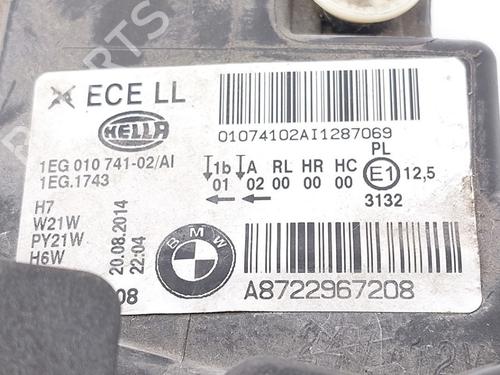 ECE LL
HELLA
01074102AI1287069
1EG 010 741-02/AI
1EG.1743
1b A RL HR HC PL
01 02 00 00 00 E1 12,5
3132
H7
W21W
PY21W
H6W
20.08.2014
22:04
BMW
08
A8722967208